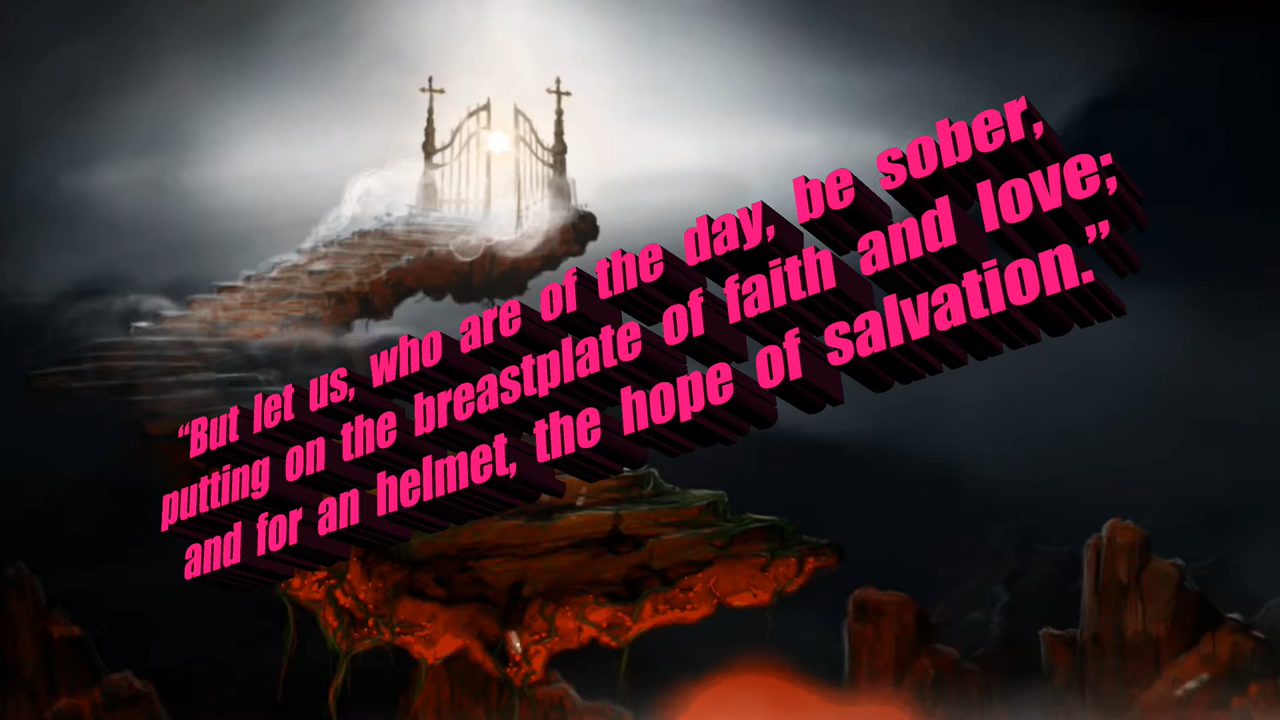 “But let us, who are of the day, be sober,
putting on the breastplate of faith and love;
and for an helmet, the hope of salvation.”